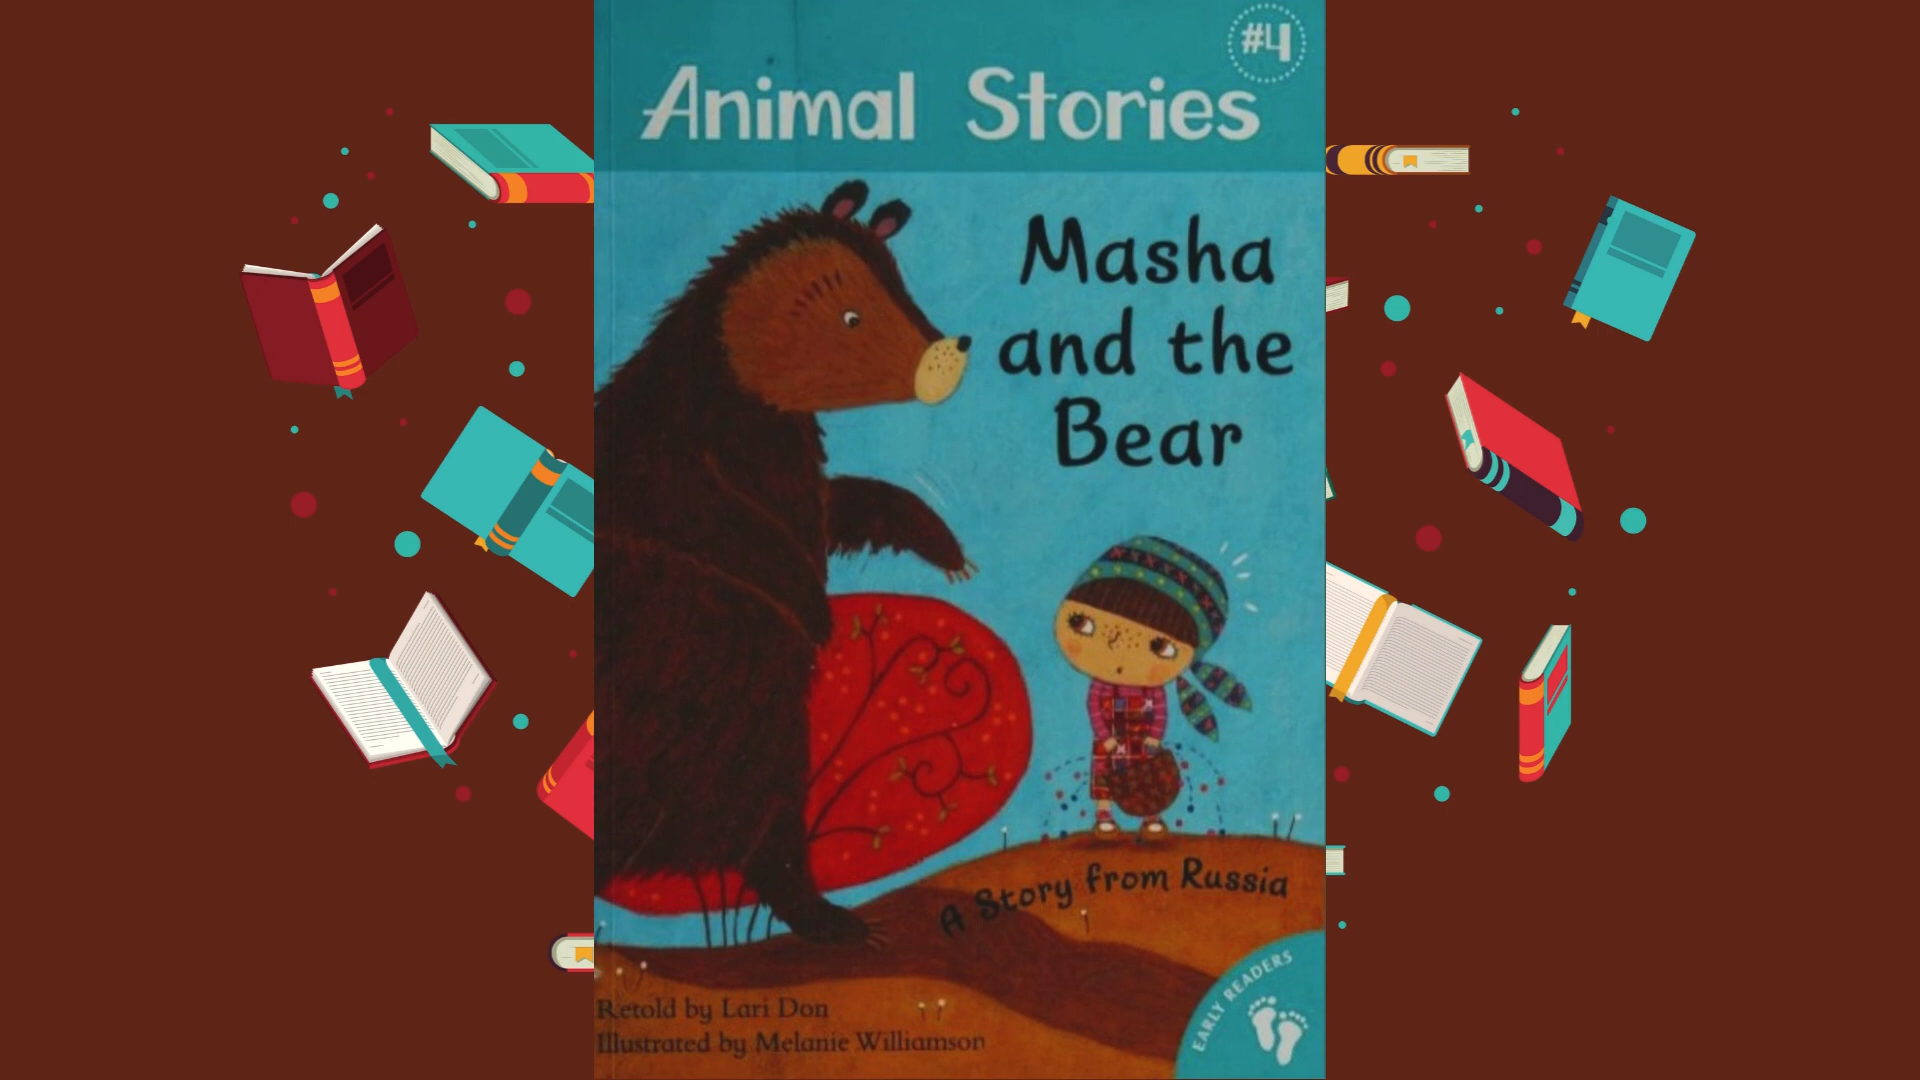 #4
Animal Stories
Masha
and the
Bear
A Story from Russia
EARLY READERS
Retold by Lari Don
Illustrated by Melanie Williamson